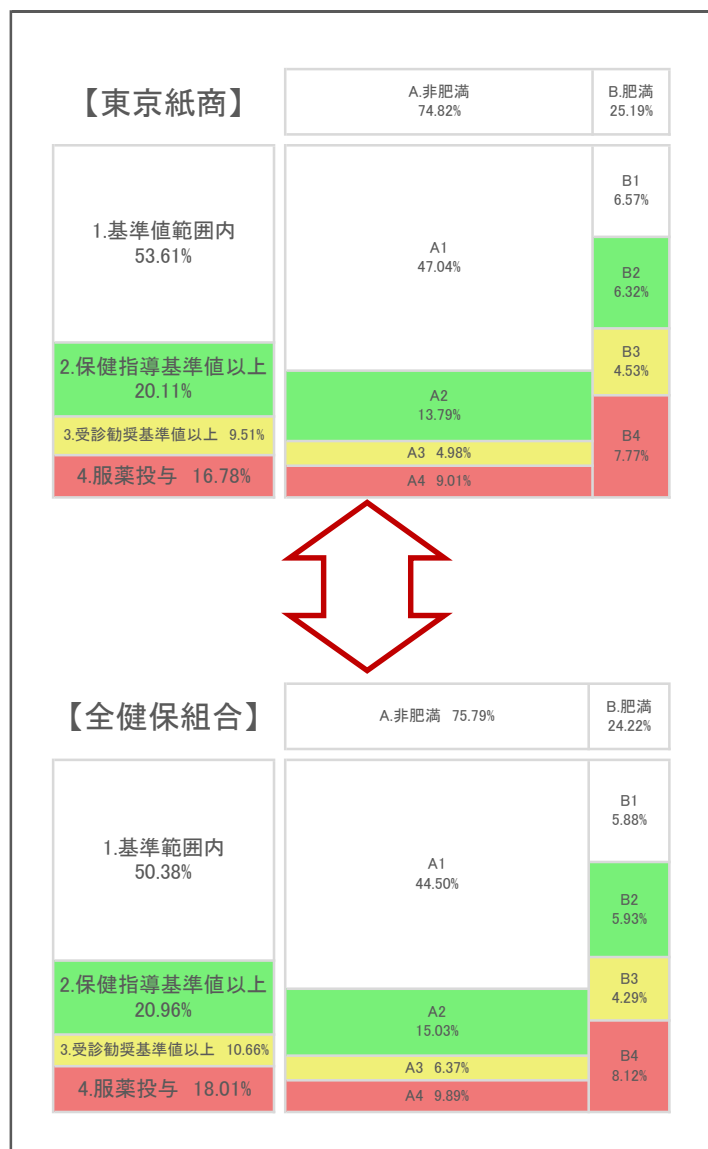 【東京紙商】
A.非肥満
74.82%
B.肥満
25.19%
1.基準値範囲内
53.61%
2.保健指導基準値以上
20.11%
3.受診勧奨基準値以上 9.51%
4.服薬投与 16.78%
A1
47.04%
A2
13.79%
A3 4.98%
A4 9.01%
B1
6.57%
B2
6.32%
B3
4.53%
B4
7.77%
【全健保組合】
A.非肥満 75.79%
B.肥満
24.22%
1.基準範囲内
50.38%
2.保健指導基準値以上
20.96%
3.受診勧奨基準値以上 10.66%
4.服薬投与 18.01%
A1
44.50%
A2
15.03%
A3 6.37%
A4 9.89%
B1
5.88%
B2
5.93%
B3
4.29%
B4
8.12%